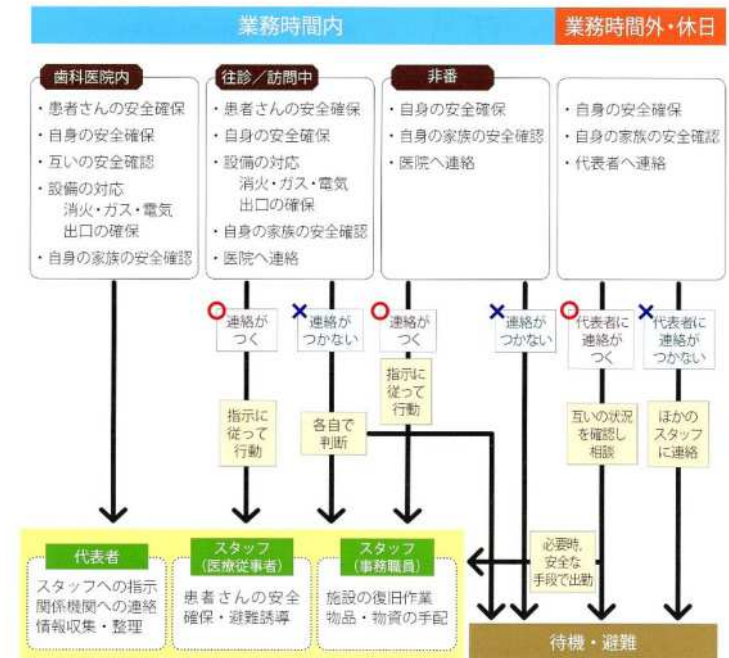 業務時間内
業務時間外・休日
歯科医院内
・患者さんの安全確保
・自身の安全確保
・互いの安全確認
・設備の対応
消火・ガス・電気
出口の確保
・自身の家族の安全確認
往診／訪問中
・患者さんの安全確保
・自身の安全確保
・設備の対応
消火・ガス・電気
出口の確保
・自身の家族の安全確認
・医院へ連絡
非番
・自身の安全確保
・自身の家族の安全確認
・医院へ連絡
・自身の安全確保
・自身の家族の安全確認
・代表者へ連絡
連絡が
つく
連絡が
つかない
連絡が
つく
連絡が
つかない
代表者に
連絡が
つく
代表者に
連絡が
つかない
指示に
従って
行動
各自で
判断
指示に
従って
行動
互いの状況
を確認し
相談
ほかの
スタッフ
に連絡
必要時、
安全な
手段で出勤
代表者
スタッフへの指示
関係機関への連絡
情報収集・整理
スタッフ
（医療従事者）
患者さんの安全
確保・避難誘導
スタッフ
（事務職員）
施設の復旧作業
物品・物資の手配
待機・避難